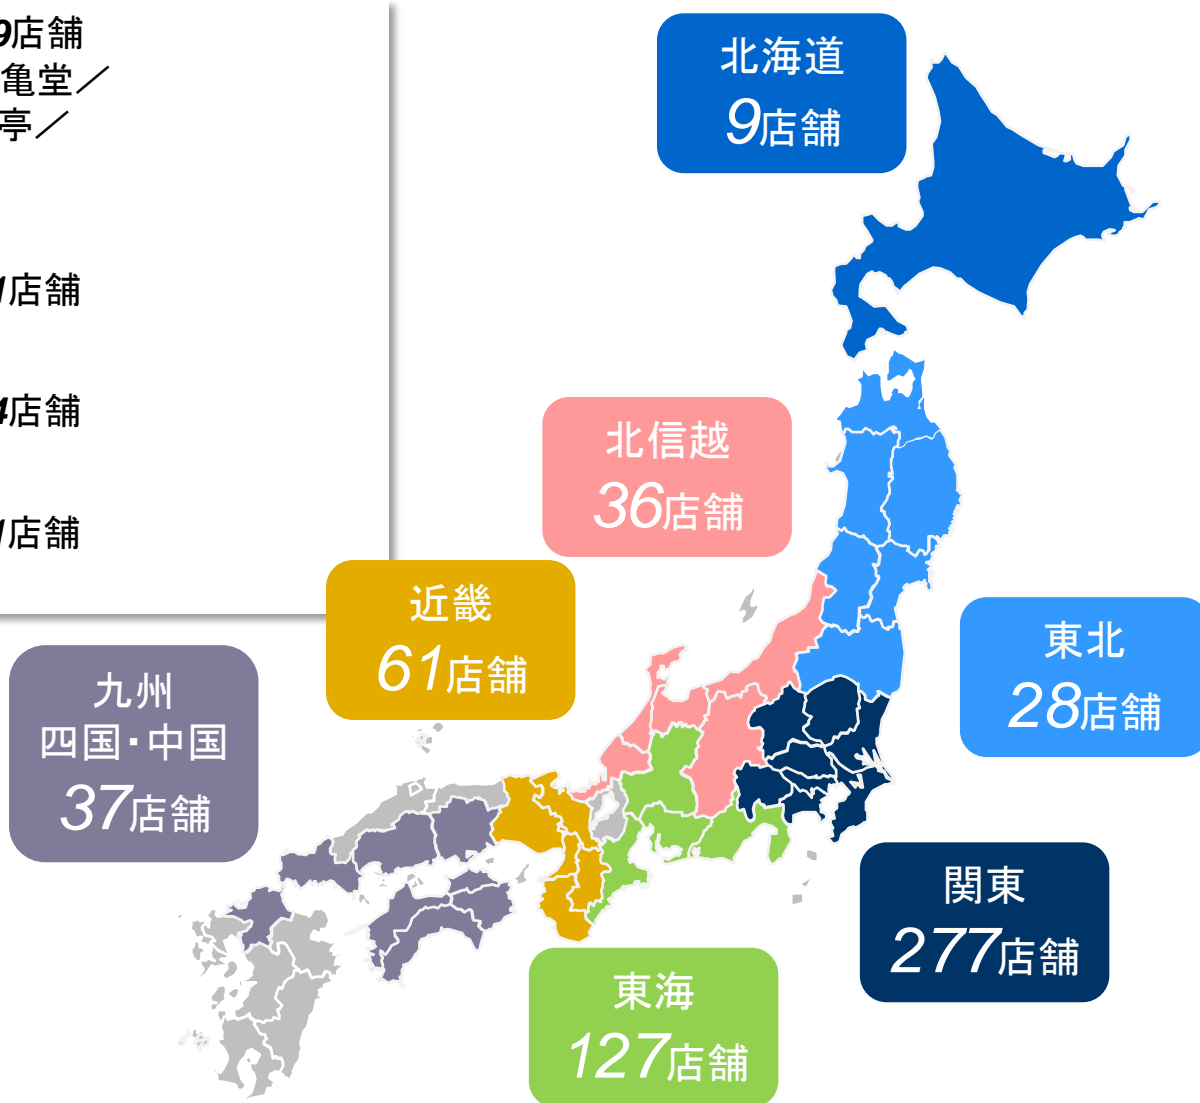 9店舗
亀堂／
亭／
店舗
4店舗
店舗
北海道
9店舗
北信越
36店舗
近畿
61店舗
東北
28店舗
九州
四国・中国
37店舗
関東
277店舗
東海
127店舗